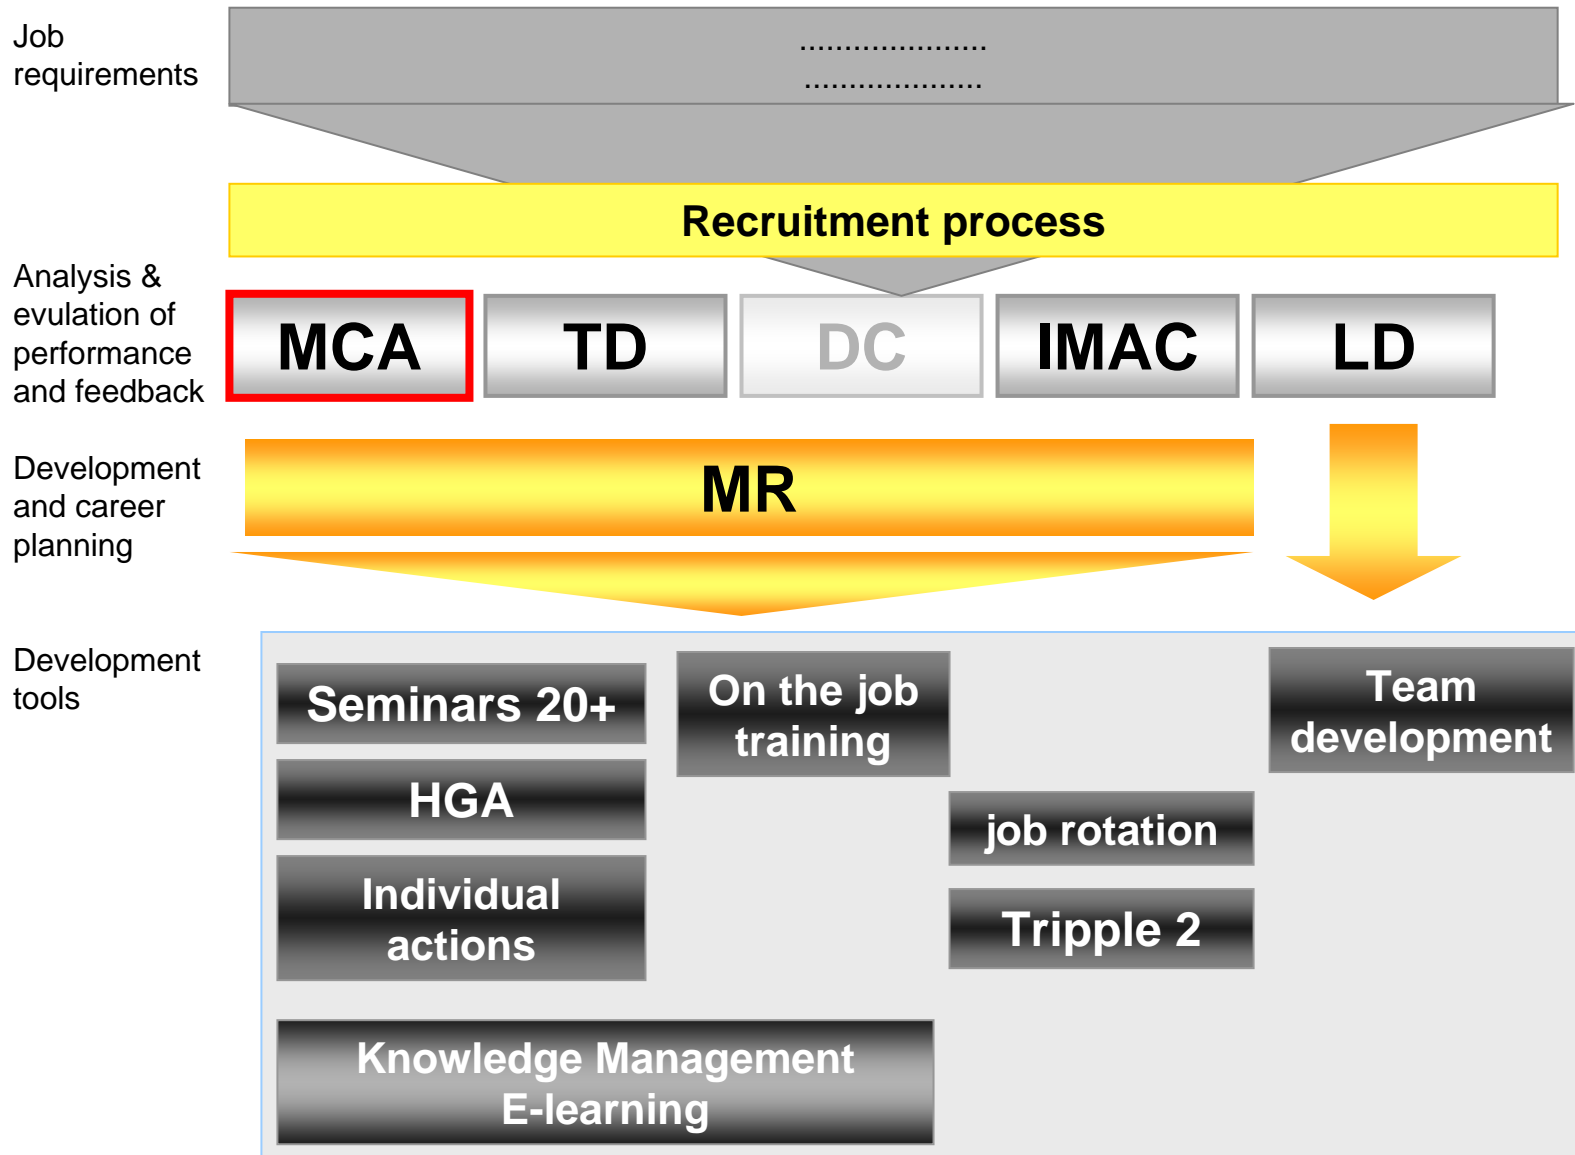 Job
requirements
.....................
....................
Recruitment process
Analysis &
evulation of
performance
and feedback
MCA
TD
DC
IMAC
LD
Development
and career
planning
MR
Development
tools
Seminars 20+
On the job
training
Team
development
HGA
job rotation
Individual
actions
Tripple 2
Knowledge Management
E-learning